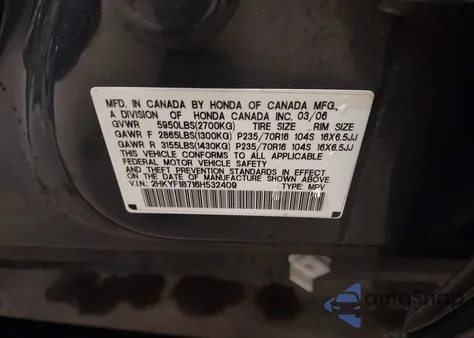 MFD. IN CANADA BY HONDA OF CANADA MFG.,
A DIVISION OF HONDA CANADA INC. 03/06
GVWR 5950LBS(2700KG) TIRE SIZE RIM SIZE
GAWR F 2865LBS(1300KG) P235/70R16 104S 16X6.5JJ
GAWR R 3155LBS(1430KG) P235/70R16 104S 16X6.5JJ
THIS VEHICLE CONFORMS TO ALL APPLICABLE
FEDERAL MOTOR VEHICLE SAFETY
AND THEFT PREVENTION STANDARDS IN EFFECT
ON THE DATE OF MANUFACTURE SHOWN ABOVE.
V.I.N.: 2HKYF18716H532409 TYPE: MPV
autoSnap